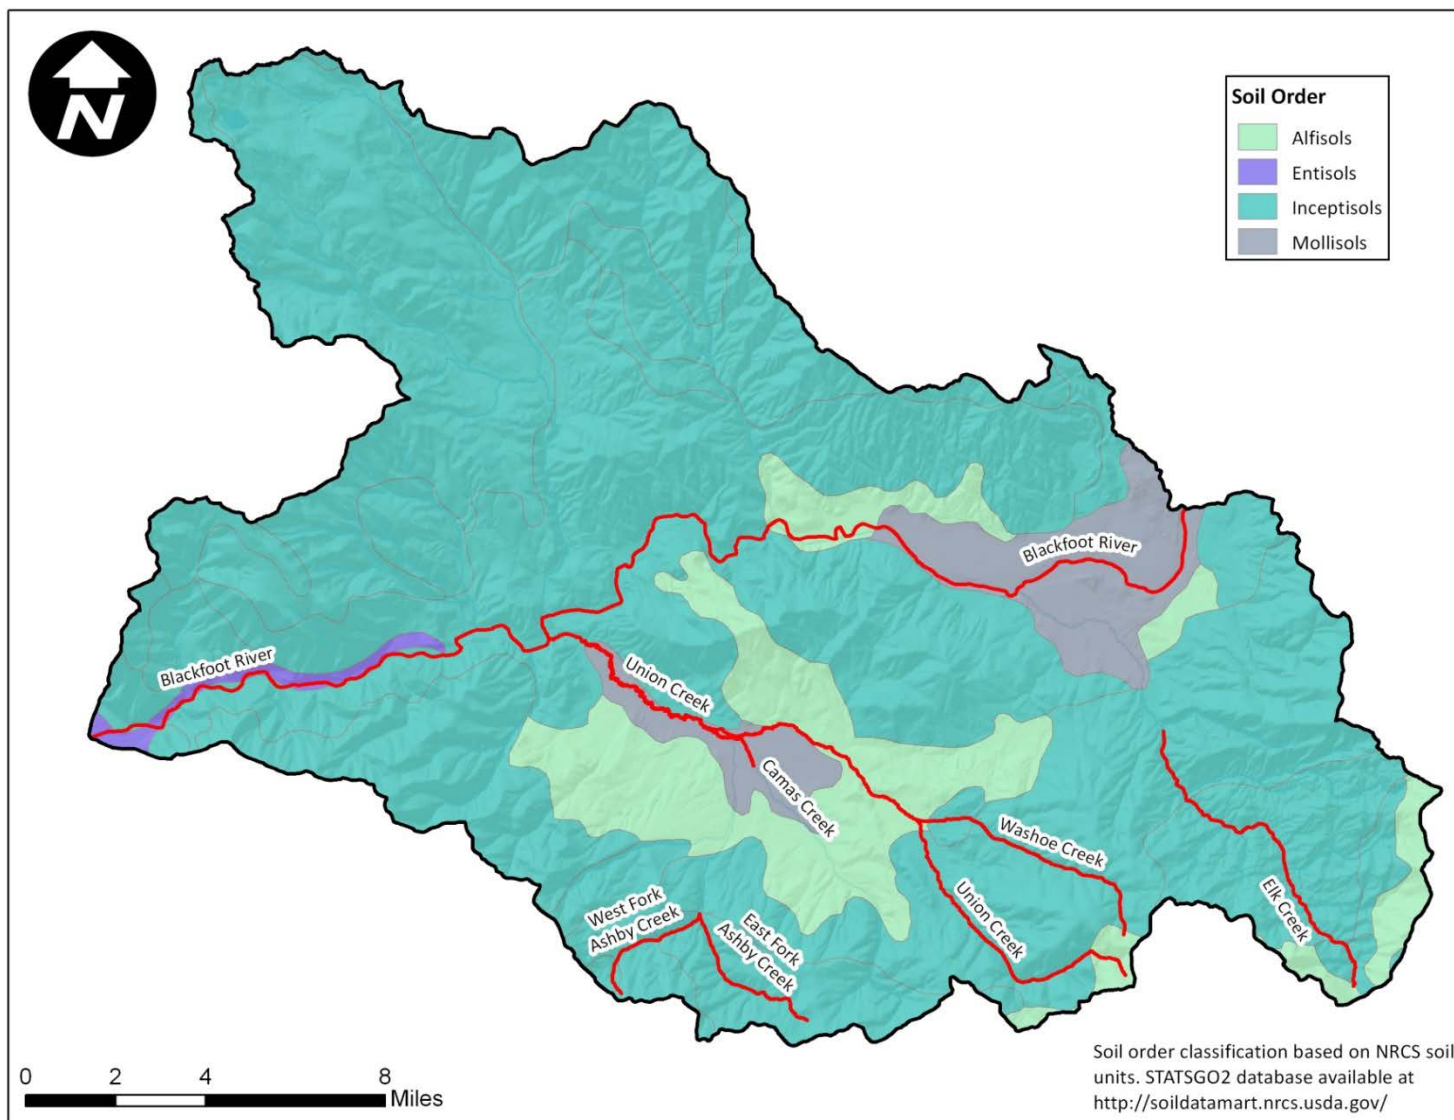 N
Soil Order
Alfisols
Entisols
Inceptisols
Mollisols
Blackfoot River
Blackfoot River
Union Creek
Camas Creek
Washoe Creek
Union Creek
Elk Creek
West Fork
Ashby Creek
East Fork
Ashby Creek
0 2 4 8
Miles
Soil order classification based on NRCS soil
units. STATSGO2 database available at
http://soildatamart.nrcs.usda.gov/